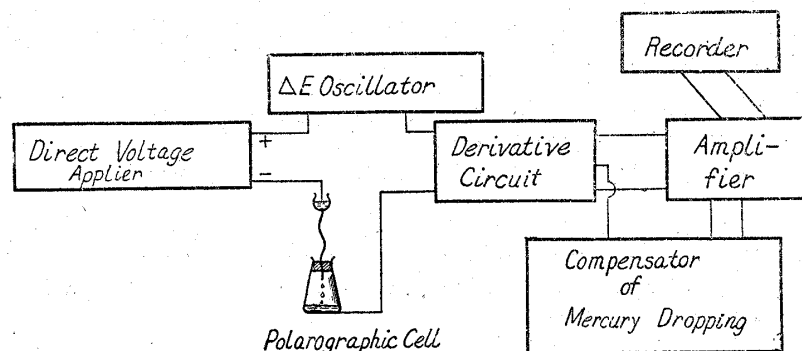 Recorder
ΔE Oscillator
Direct Voltage
Applier
+
−
Derivative
Circuit
Ampli-
fier
Compensator
of
Mercury Dropping
Polarographic Cell